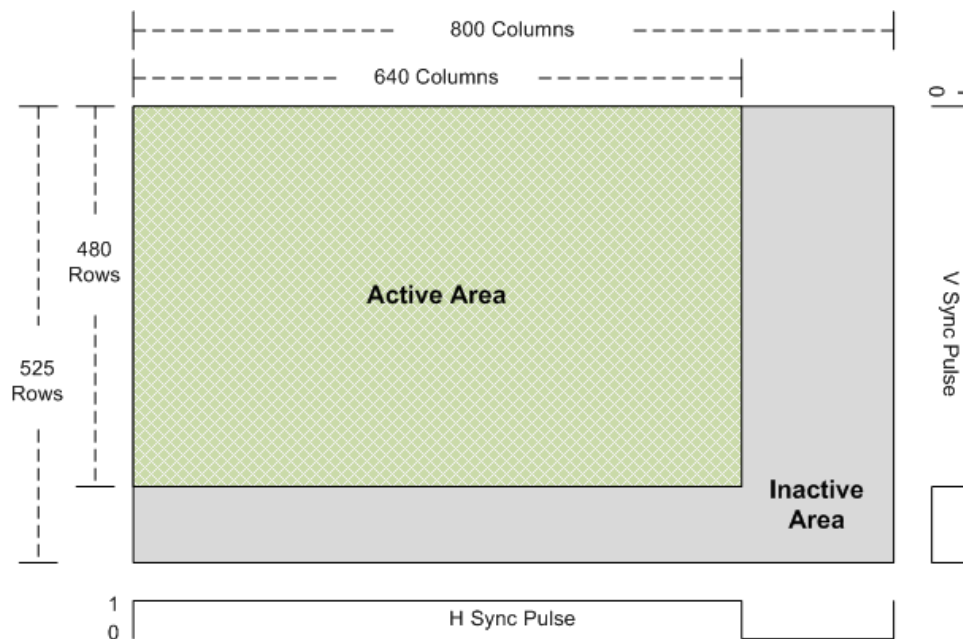 800 Columns
640 Columns
0
480
Rows
Active Area
525
Rows
V Sync Pulse
Inactive
Area
1
H Sync Pulse
0